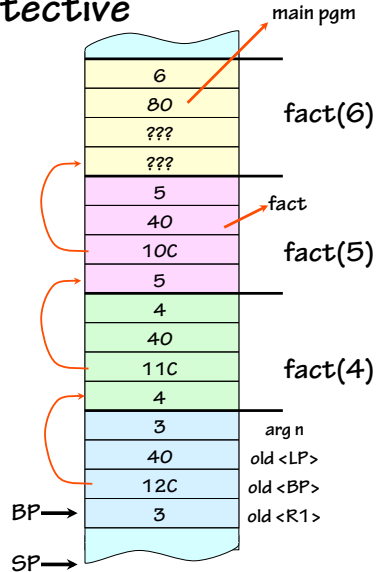 tective
main pgm
6
80
???
???
fact(6)
5
40
10C
5
fact
fact(5)
4
40
11C
4
fact(4)
3 arg n
40 old <LP>
12C old <BP>
BP 3 old <R1>
SP